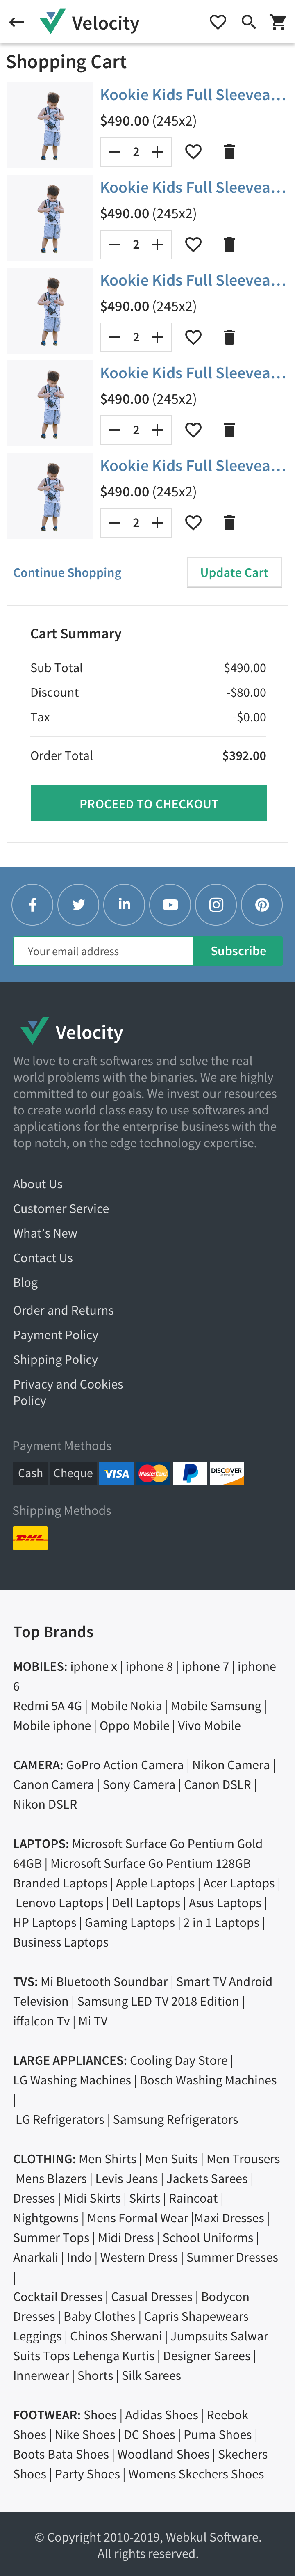 Velocity
Shopping Cart
Kookie Kids Full Sleevea...
$490.00 (245x2)
2
Kookie Kids Full Sleevea...
$490.00 (245x2)
2
Kookie Kids Full Sleevea...
$490.00 (245x2)
2
Kookie Kids Full Sleevea...
$490.00 (245x2)
2
Kookie Kids Full Sleevea...
$490.00 (245x2)
2
Continue Shopping Update Cart
Cart Summary
Sub Total $490.00
Discount -$80.00
Tax -$0.00
Order Total $392.00
PROCEED TO CHECKOUT
Your email address Subscribe
Velocity
We love to craft softwares and solve the real
world problems with the binaries. We are highly
committed to our goals. We invest our resources
to create world class easy to use softwares and
applications for the enterprise business with the
top notch, on the edge technology expertise.
About Us
Customer Service
What's New
Contact Us
Blog
Order and Returns
Payment Policy
Shipping Policy
Privacy and Cookies
Policy
Payment Methods
Cash Cheque VISA MasterCard DISCOVER
Shipping Methods
DHL
Top Brands
MOBILES: iphone x | iphone 8 | iphone 7 | iphone
6
Redmi 5A 4G | Mobile Nokia | Mobile Samsung |
Mobile iphone | Oppo Mobile | Vivo Mobile
CAMERA: GoPro Action Camera | Nikon Camera |
Canon Camera | Sony Camera | Canon DSLR |
Nikon DSLR
LAPTOPS: Microsoft Surface Go Pentium Gold
64GB | Microsoft Surface Go Pentium 128GB
Branded Laptops | Apple Laptops | Acer Laptops |
Lenovo Laptops | Dell Laptops | Asus Laptops |
HP Laptops | Gaming Laptops | 2 in 1 Laptops |
Business Laptops
TVS: Mi Bluetooth Soundbar | Smart TV Android
Television | Samsung LED TV 2018 Edition |
iffalcon Tv | Mi TV
LARGE APPLIANCES: Cooling Day Store |
LG Washing Machines | Bosch Washing Machines
|
LG Refrigerators | Samsung Refrigerators
CLOTHING: Men Shirts | Men Suits | Men Trousers
Mens Blazers | Levis Jeans | Jackets Sarees |
Dresses | Midi Skirts | Skirts | Raincoat |
Nightgowns | Mens Formal Wear |Maxi Dresses |
Summer Tops | Midi Dress | School Uniforms |
Anarkali | Indo | Western Dress | Summer Dresses
|
Cocktail Dresses | Casual Dresses | Bodycon
Dresses | Baby Clothes | Capris Shapewears
Leggings | Chinos Sherwani | Jumpsuits Salwar
Suits Tops Lehenga Kurtis | Designer Sarees |
Innerwear | Shorts | Silk Sarees
FOOTWEAR: Shoes | Adidas Shoes | Reebok
Shoes | Nike Shoes | DC Shoes | Puma Shoes |
Boots Bata Shoes | Woodland Shoes | Skechers
Shoes | Party Shoes | Womens Skechers Shoes
© Copyright 2010-2019, Webkul Software.
All rights reserved.